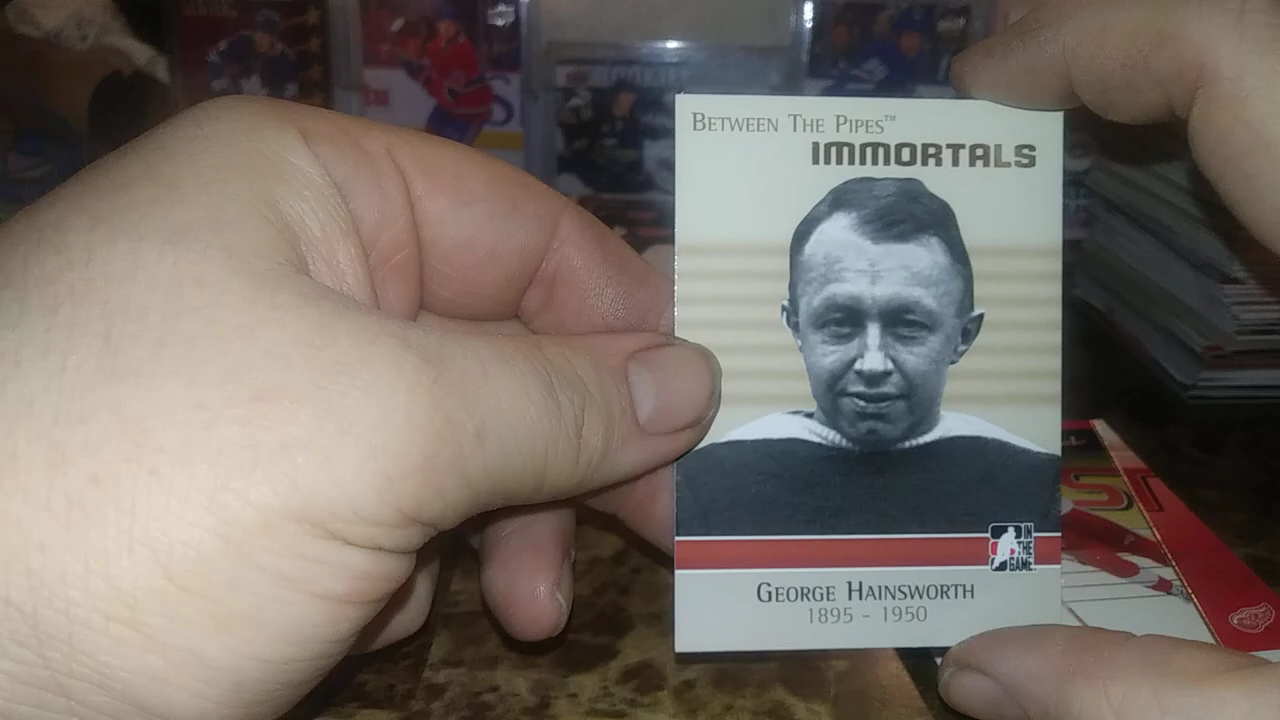 BETWEEN THE PIPES™
IMMORTALS
IN
THE
GAME
GEORGE HAINSWORTH
1895 - 1950